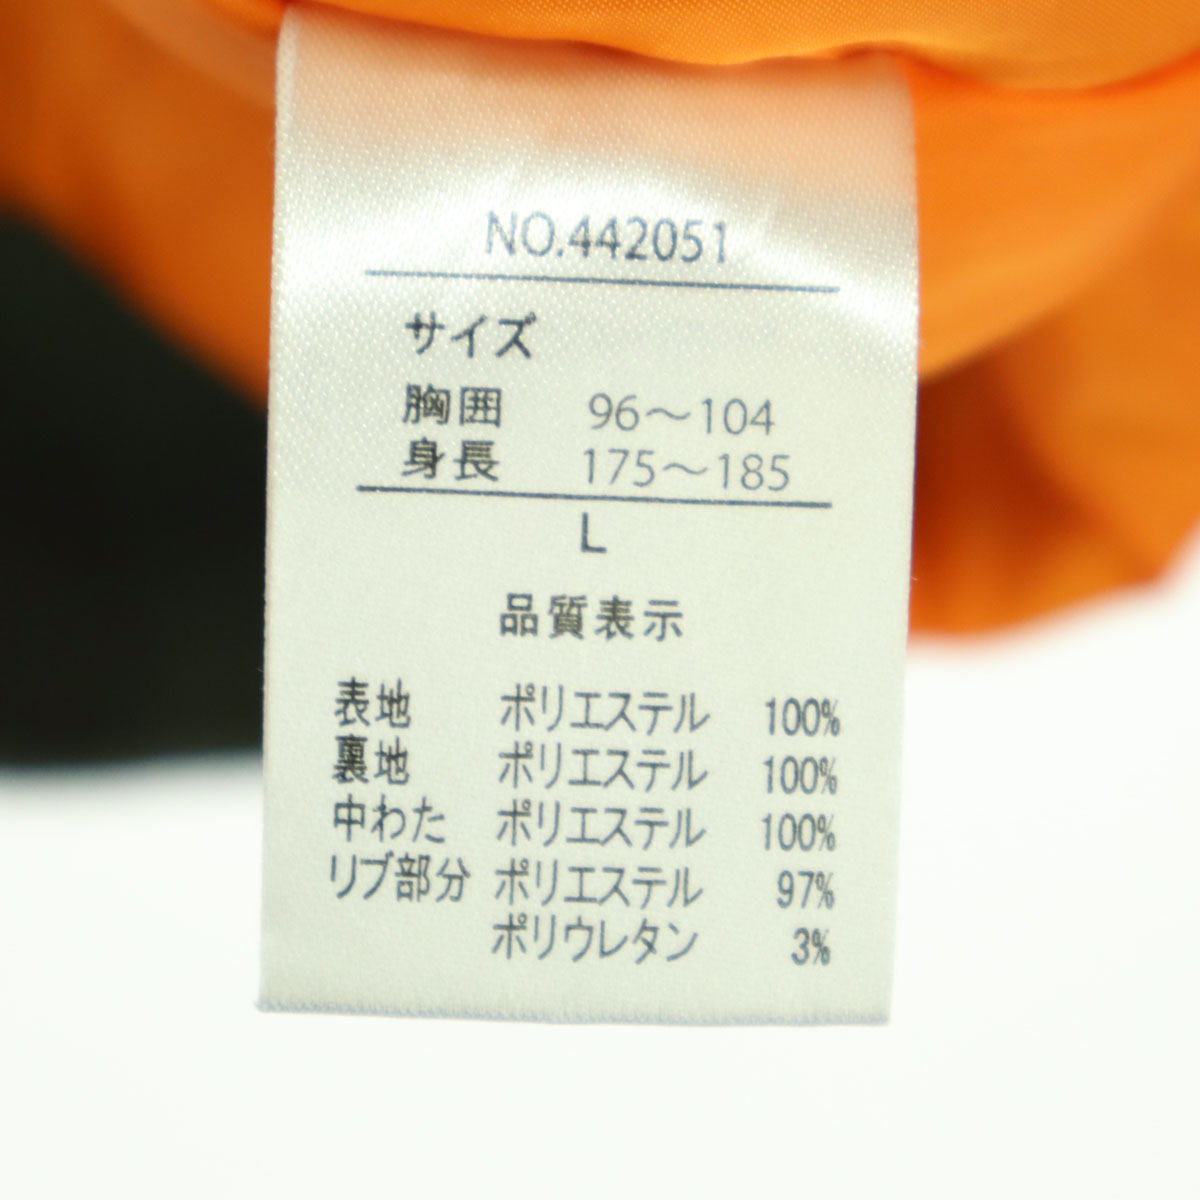 NO.442051
サイズ
胸囲 96～104
身長 175～185
L
品質表示
表地 ポリエステル 100%
裏地 ポリエステル 100%
中わた ポリエステル 100%
リブ部分 ポリエステル 97%
ポリウレタン 3%